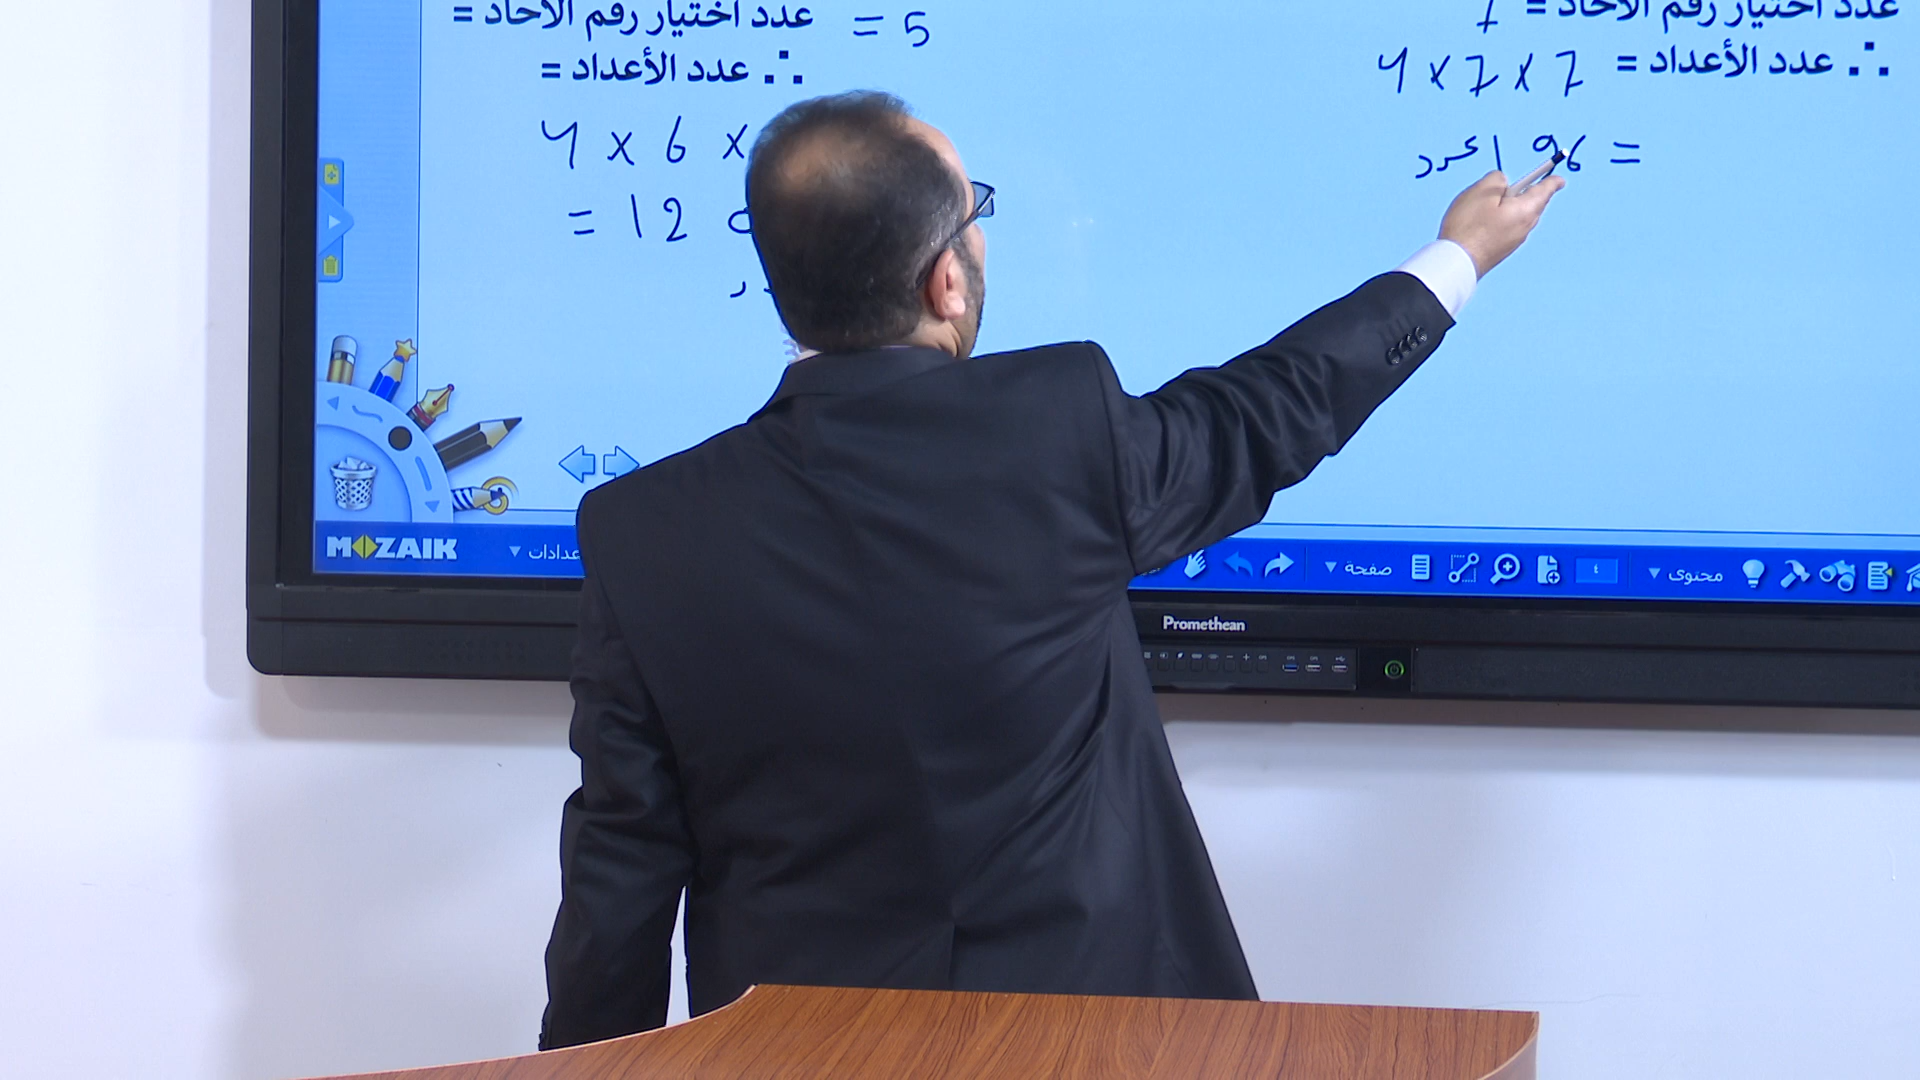 عدد اختيار رقم الآحاد = 7
∴ عدد الأعداد = 4 x 7 x 7
= 196 عدد
عدد اختيار رقم الآحاد =
= 5
∴ عدد الأعداد =
4 x 6 x
= 12
MOZAIK
صفحة
٤
محتوى
Promethean